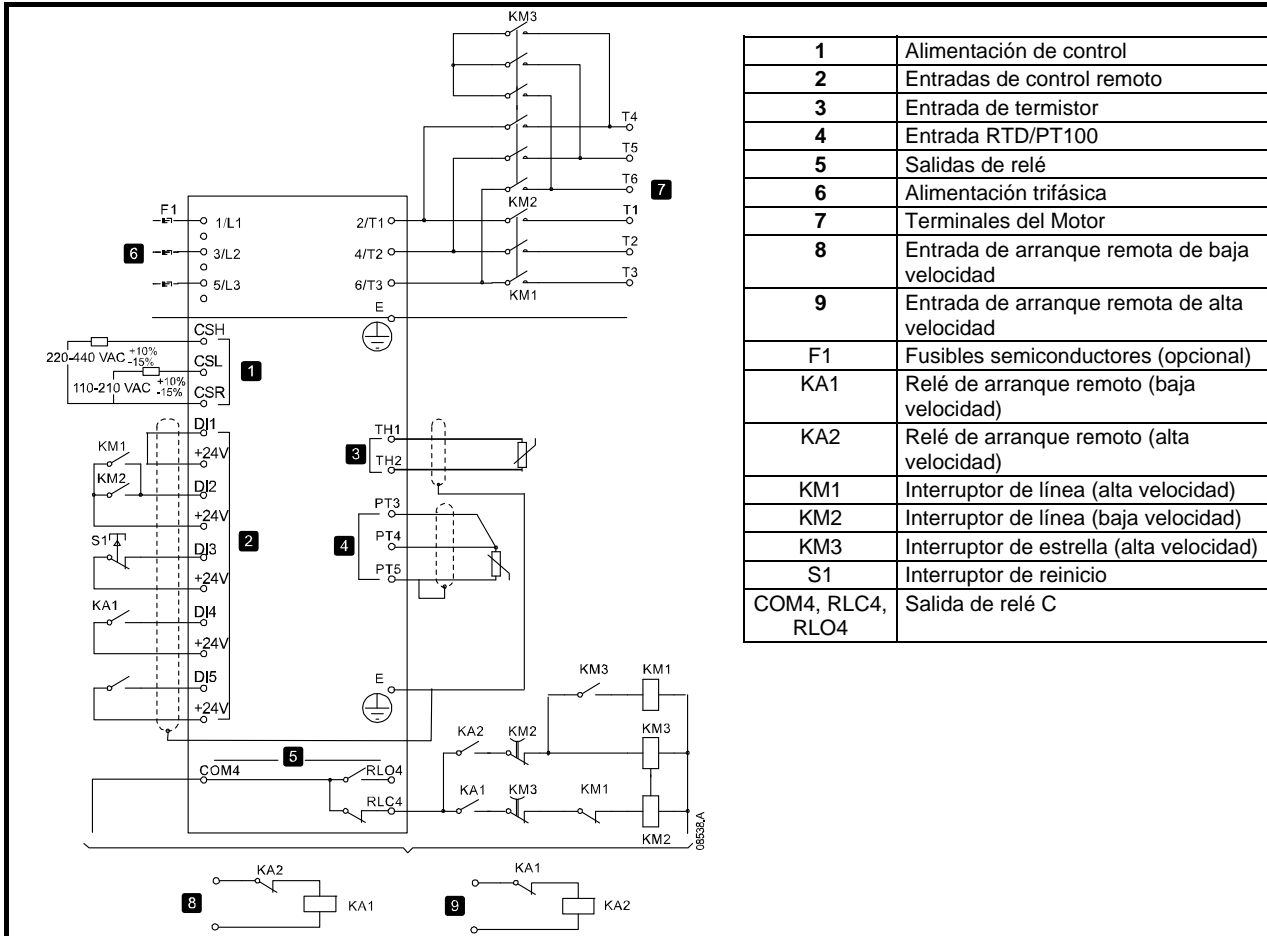 KM3
T4
T5
T6
7
F1
1/L1
2/T1
KM2
T1
6
3/L2
4/T2
T2
5/L3
6/T3
KM1
T3
E
CSH
220-440 VAC +10% -15%
CSL
1
110-210 VAC +10% -15%
CSR
DI1
KM1
+24V
TH1
3
TH2
KM2
DI2
+24V
PT3
S1
DI3
2
4
PT4
+24V
PT5
KA1
DI4
+24V
DI5
E
+24V
KM3
KM1
5
KA2
KM2
KM3
COM4
RLO4
RLC4
KA1
KM3
KM1
KM2
08538.A
8
KA2
KA1
9
KA1
KA2
1 Alimentación de control
2 Entradas de control remoto
3 Entrada de termistor
4 Entrada RTD/PT100
5 Salidas de relé
6 Alimentación trifásica
7 Terminales del Motor
8 Entrada de arranque remota de baja
velocidad
9 Entrada de arranque remota de alta
velocidad
F1 Fusibles semiconductores (opcional)
KA1 Relé de arranque remoto (baja
velocidad)
KA2 Relé de arranque remoto (alta
velocidad)
KM1 Interruptor de línea (alta velocidad)
KM2 Interruptor de línea (baja velocidad)
KM3 Interruptor de estrella (alta velocidad)
S1 Interruptor de reinicio
COM4, RLC4, Salida de relé C
RLO4